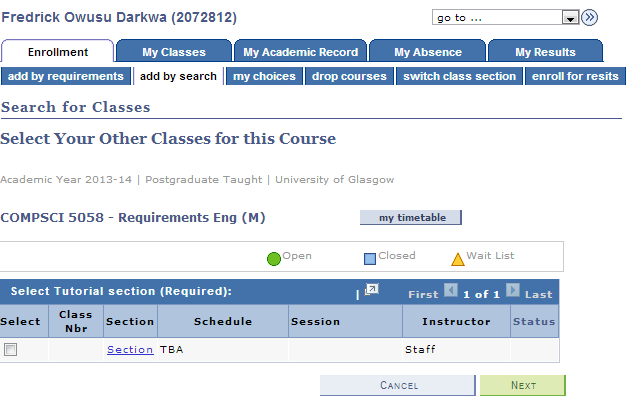 Fredrick Owusu Darkwa (2072812)
go to ...
Enrollment My Classes My Academic Record My Absence My Results
add by requirements add by search my choices drop courses switch class section enroll for resits
Search for Classes
Select Your Other Classes for this Course
Academic Year 2013-14 | Postgraduate Taught | University of Glasgow
COMPSCI 5058 - Requirements Eng (M) my timetable
Open Closed Wait List
Select Tutorial section (Required): | First 1 of 1 Last
Select Class Nbr Section Schedule Session Instructor Status
Section TBA Staff
CANCEL NEXT